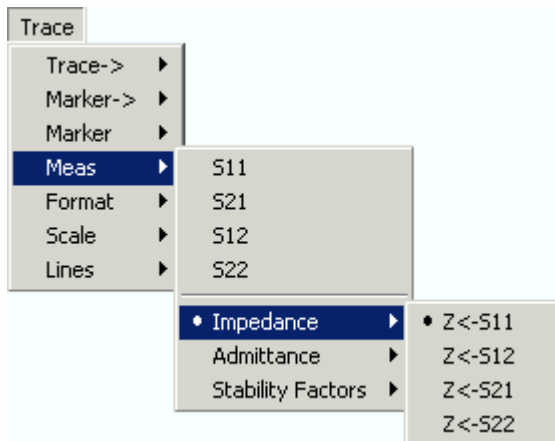 Trace
Trace->
Marker->
Marker
Meas
Format
Scale
Lines
S11
S21
S12
S22
Impedance
Admittance
Stability Factors
Z<-S11
Z<-S12
Z<-S21
Z<-S22